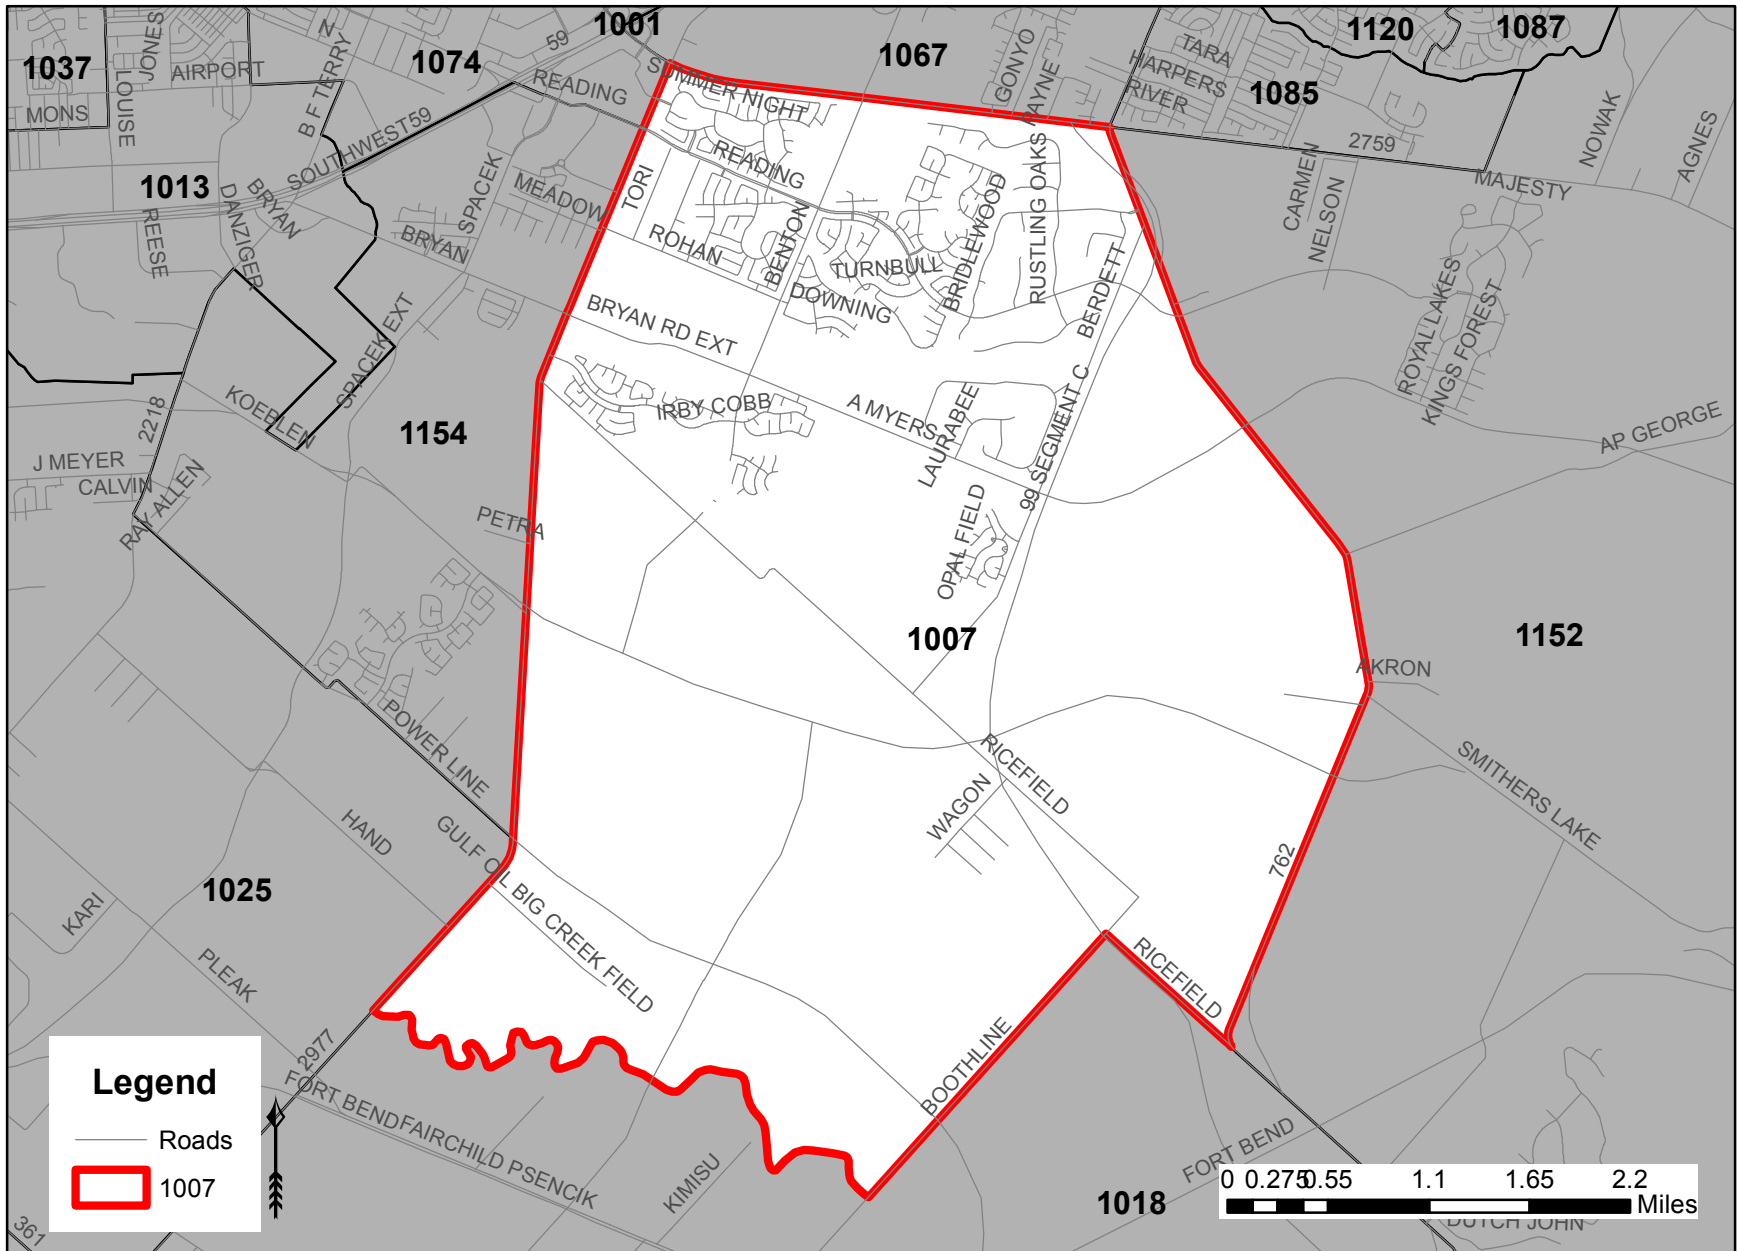 1001
1120
1087
1037
1074
1067
1085
N
59
JONES
AIRPORT
LOUISE
MONS
B F TERRY
READING
SUMMER NIGHT
GONYO
PAYNE
TARA
HARPERS
RIVER
2759
NOWAK
AGNES
MAJESTY
CARMEN
NELSON
1013
SOUTHWEST59
BRYAN
DANZIGER
REESE
SPACEK
MEADOW
TORI
READING
BRYAN
ROHAN
BENTON
TURNBULL
DOWNING
BRIDLEWOOD
RUSTLING OAKS
BERDETT
ROYAL LAKES
KINGS FOREST
SPACEK EXT
BRYAN RD EXT
2218
KOEBLEN
1154
IRBY COBB
A MYERS
LAURABEE
99 SEGMENT C
AP GEORGE
J MEYER
CALVIN
RAY ALLEN
PETRA
OPAL FIELD
1007
1152
AKRON
POWER LINE
RICEFIELD
WAGON
SMITHERS LAKE
HAND
GULF OIL BIG CREEK FIELD
762
1025
KARI
PLEAK
RICEFIELD
BOOTHLINE
2977
FORT BEND
FAIRCHILD PSENCIK
KIMISU
FORT BEND
1018
DUTCH JOHN
361
Legend
Roads
1007
0 0.275 0.55 1.1 1.65 2.2
Miles